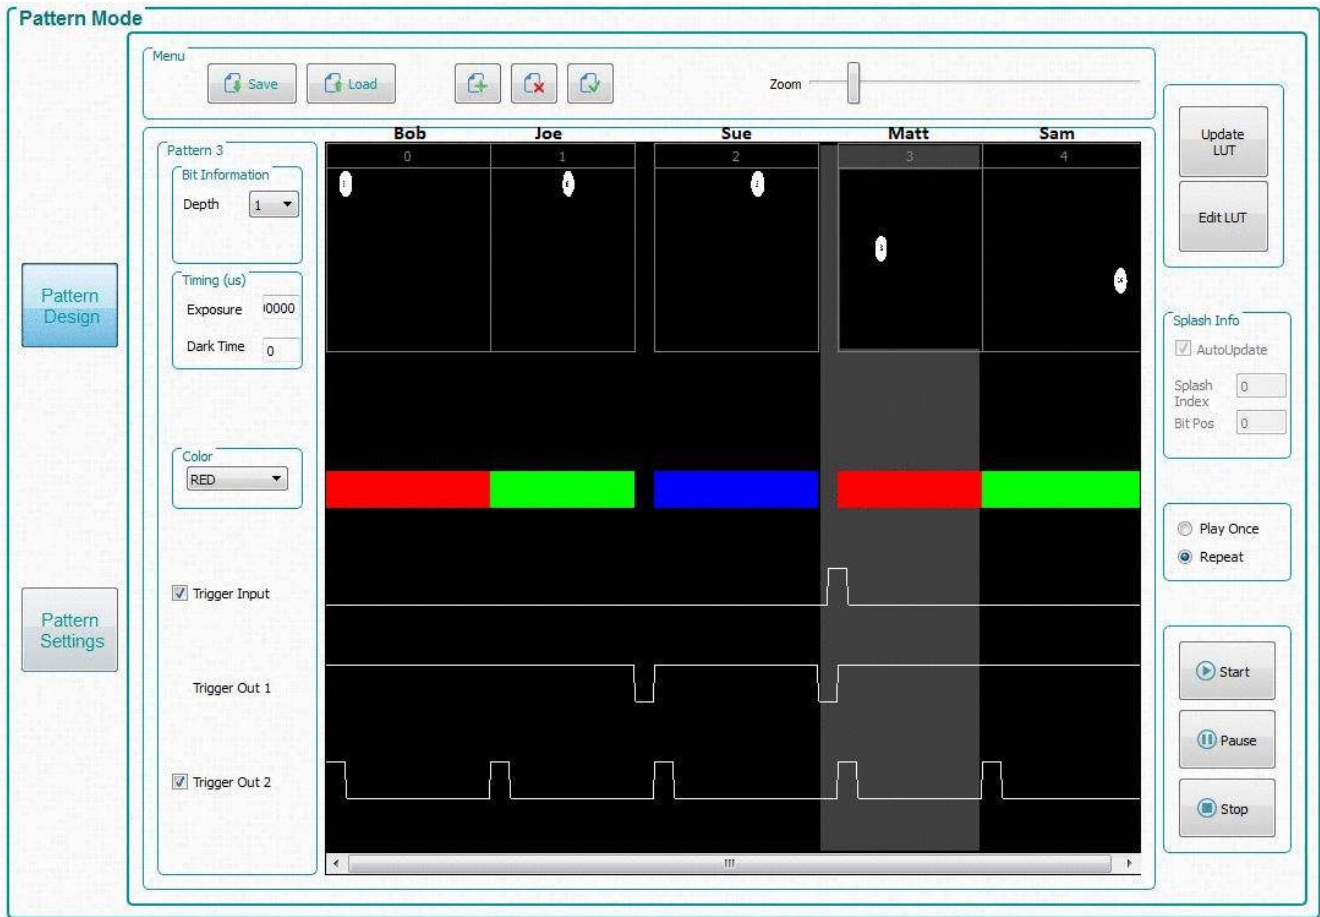 Pattern Mode
Menu
Save
Load
Zoom
Bob Joe Sue Matt Sam
0 1 2 3 4
Pattern 3
Bit Information
Depth 1
Timing (us)
Exposure
Dark Time 0
Color
RED
Trigger Input
Trigger Out 1
Trigger Out 2
Pattern
Design
Pattern
Settings
Update
LUT
Edit LUT
Splash Info
AutoUpdate
Splash
Index 0
Bit Pos 0
Play Once
Repeat
Start
Pause
Stop